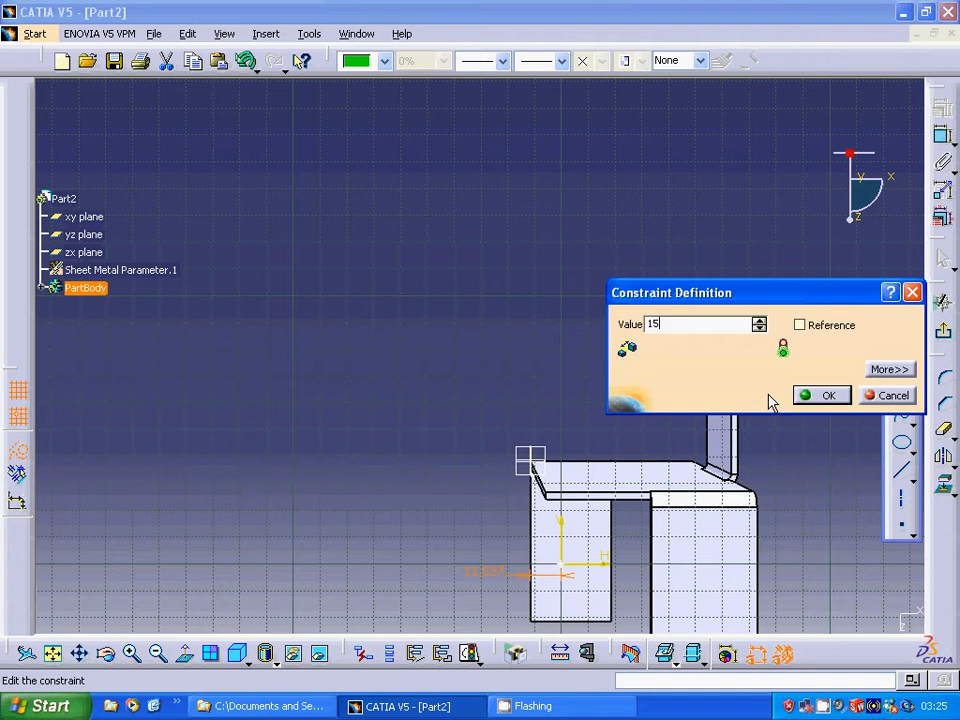 CATIA V5 - [Part2]
Start ENOVIA V5 VPM File Edit View Insert Tools Window Help
0% None
y x
z
Part2
xy plane
yz plane
zx plane
Sheet Metal Parameter.1
PartBody
Constraint Definition
Value 15 Reference
More>>
OK Cancel
H
x
z
CATIA
Edit the constraint
Start C:\Documents and Se... CATIA V5 - [Part2] Flashing 03:25